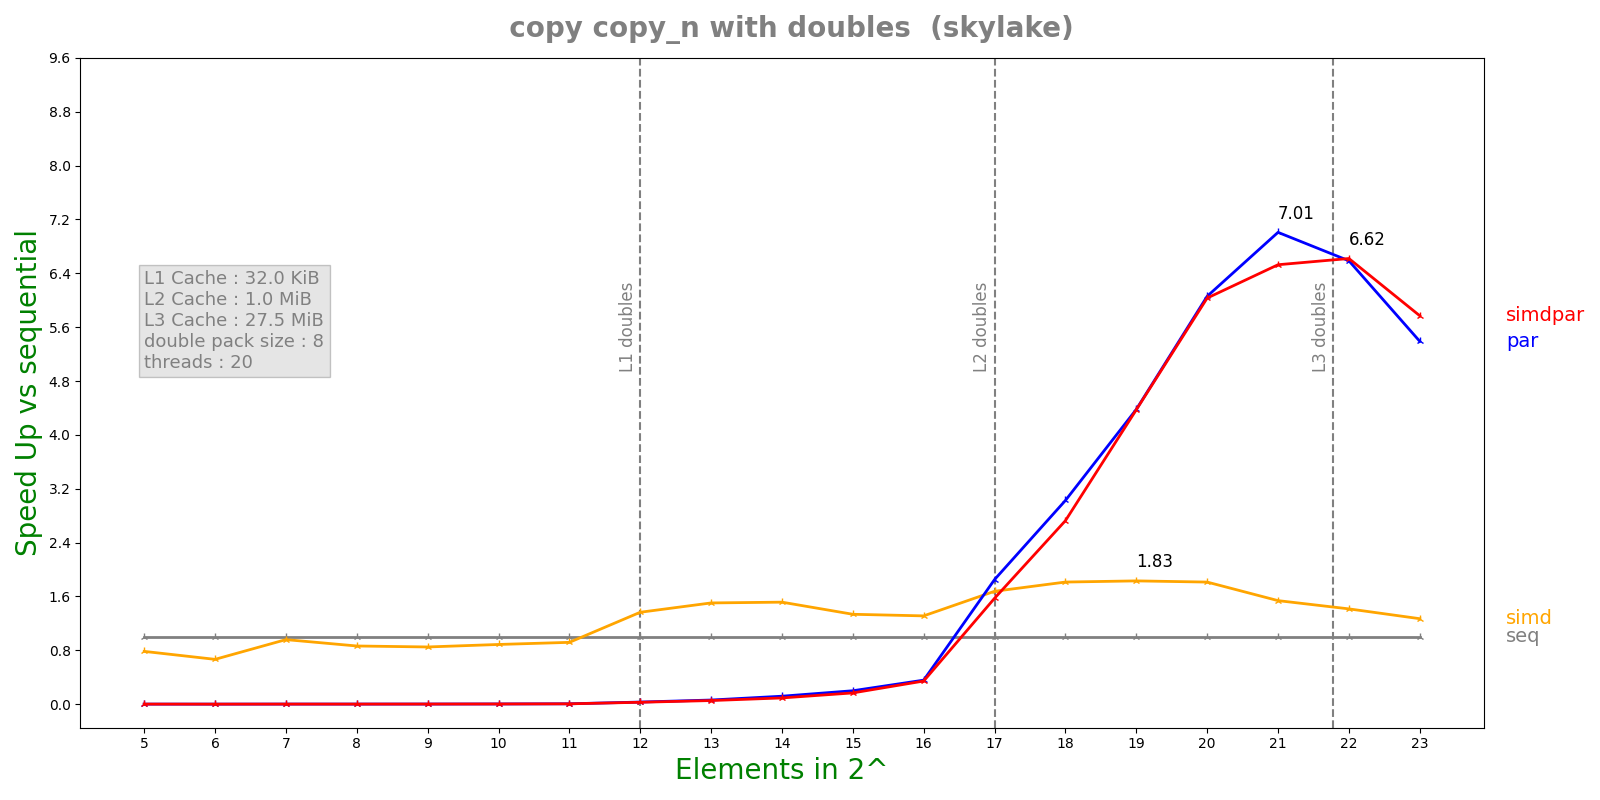 copy copy_n with doubles  (skylake)
Speed Up vs sequential
9.6
8.8
8.0
7.2
6.4
5.6
4.8
4.0
3.2
2.4
1.6
0.8
0.0
L1 Cache : 32.0 KiB
L2 Cache : 1.0 MiB
L3 Cache : 27.5 MiB
double pack size : 8
threads : 20
L1 doubles
L2 doubles
L3 doubles
7.01
6.62
1.83
simdpar
par
simd
seq
5 6 7 8 9 10 11 12 13 14 15 16 17 18 19 20 21 22 23
Elements in 2^